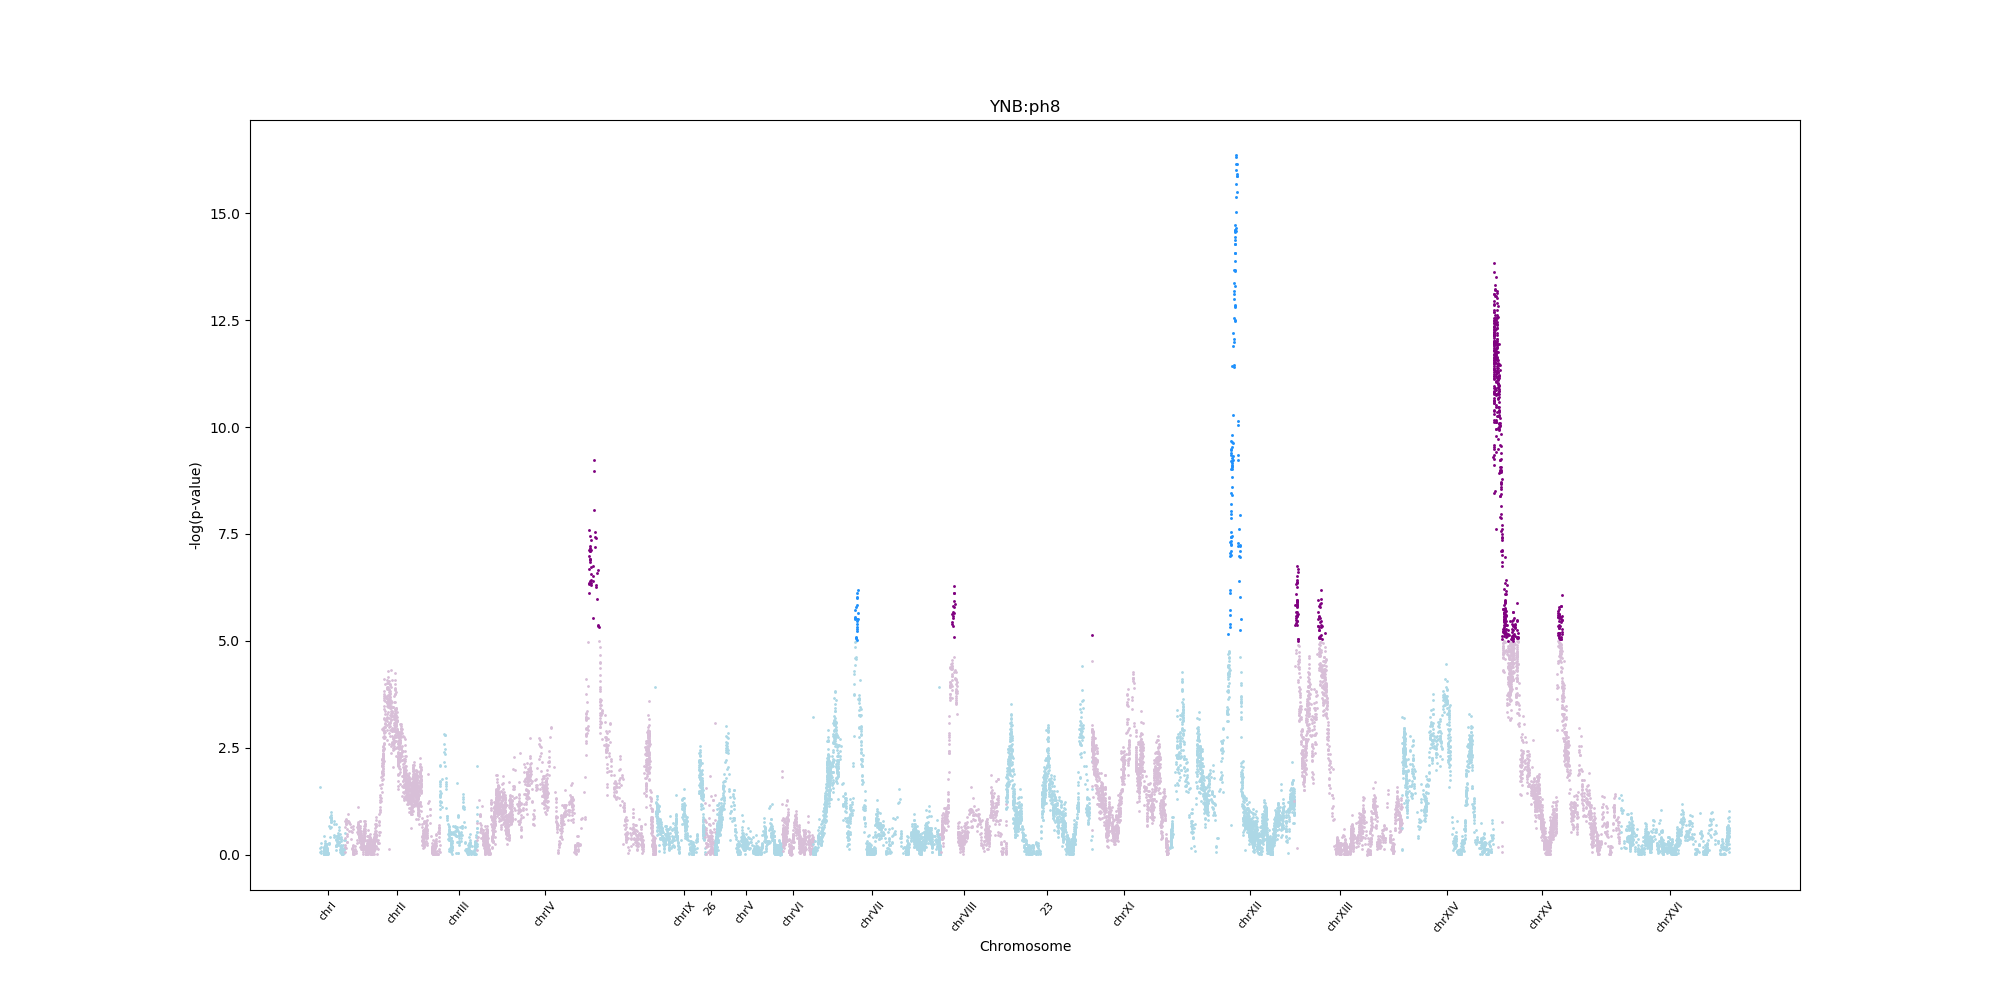 YNB:ph8
-log(p-value)
15.0
12.5
10.0
7.5
5.0
2.5
0.0
chrI
chrII
chrIII
chrIV
chrIX
26
chrV
chrVI
chrVII
chrVIII
23
chrXI
chrXII
chrXIII
chrXIV
chrXV
chrXVI
Chromosome